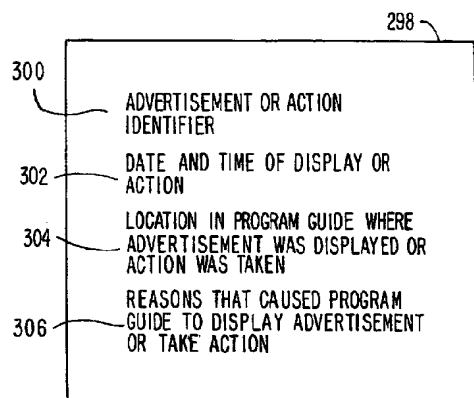 298
300
ADVERTISEMENT OR ACTION
IDENTIFIER
302
DATE AND TIME OF DISPLAY OR
ACTION
304
LOCATION IN PROGRAM GUIDE WHERE
ADVERTISEMENT WAS DISPLAYED OR
ACTION WAS TAKEN
306
REASONS THAT CAUSED PROGRAM
GUIDE TO DISPLAY ADVERTISEMENT
OR TAKE ACTION